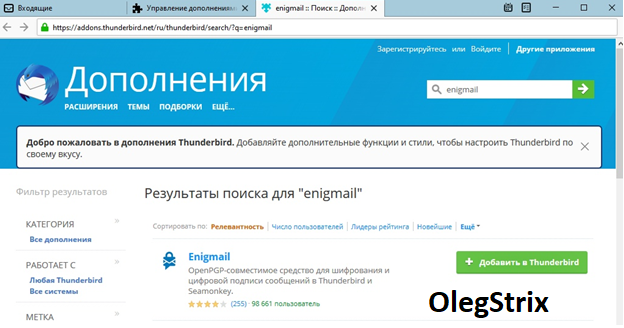 Входящие
Управление дополнениями
enigmail :: Поиск :: Дополн
https://addons.thunderbird.net/ru/thunderbird/search/?q=enigmail
Зарегистрируйтесь или Войдите
Другие приложения
Дополнения
РАСШИРЕНИЯ ТЕМЫ ПОДБОРКИ ЕЩЁ...
enigmail
Добро пожаловать в дополнения Thunderbird. Добавляйте дополнительные функции и стили, чтобы настроить Thunderbird по
своему вкусу.
Фильтр результатов
Результаты поиска для "enigmail"
КАТЕГОРИЯ
Все дополнения
Сортировать по: Релевантность Число пользователей Лидеры рейтинга Новейшие Ещё
РАБОТАЕТ С
Любая Thunderbird
Все системы
МЕТКА
Enigmail
OpenPGP-совместимое средство для шифрования и
цифровой подписи сообщений в Thunderbird и
Seamonkey.
(255) · 98 661 пользователь
Добавить в Thunderbird
OlegStrix